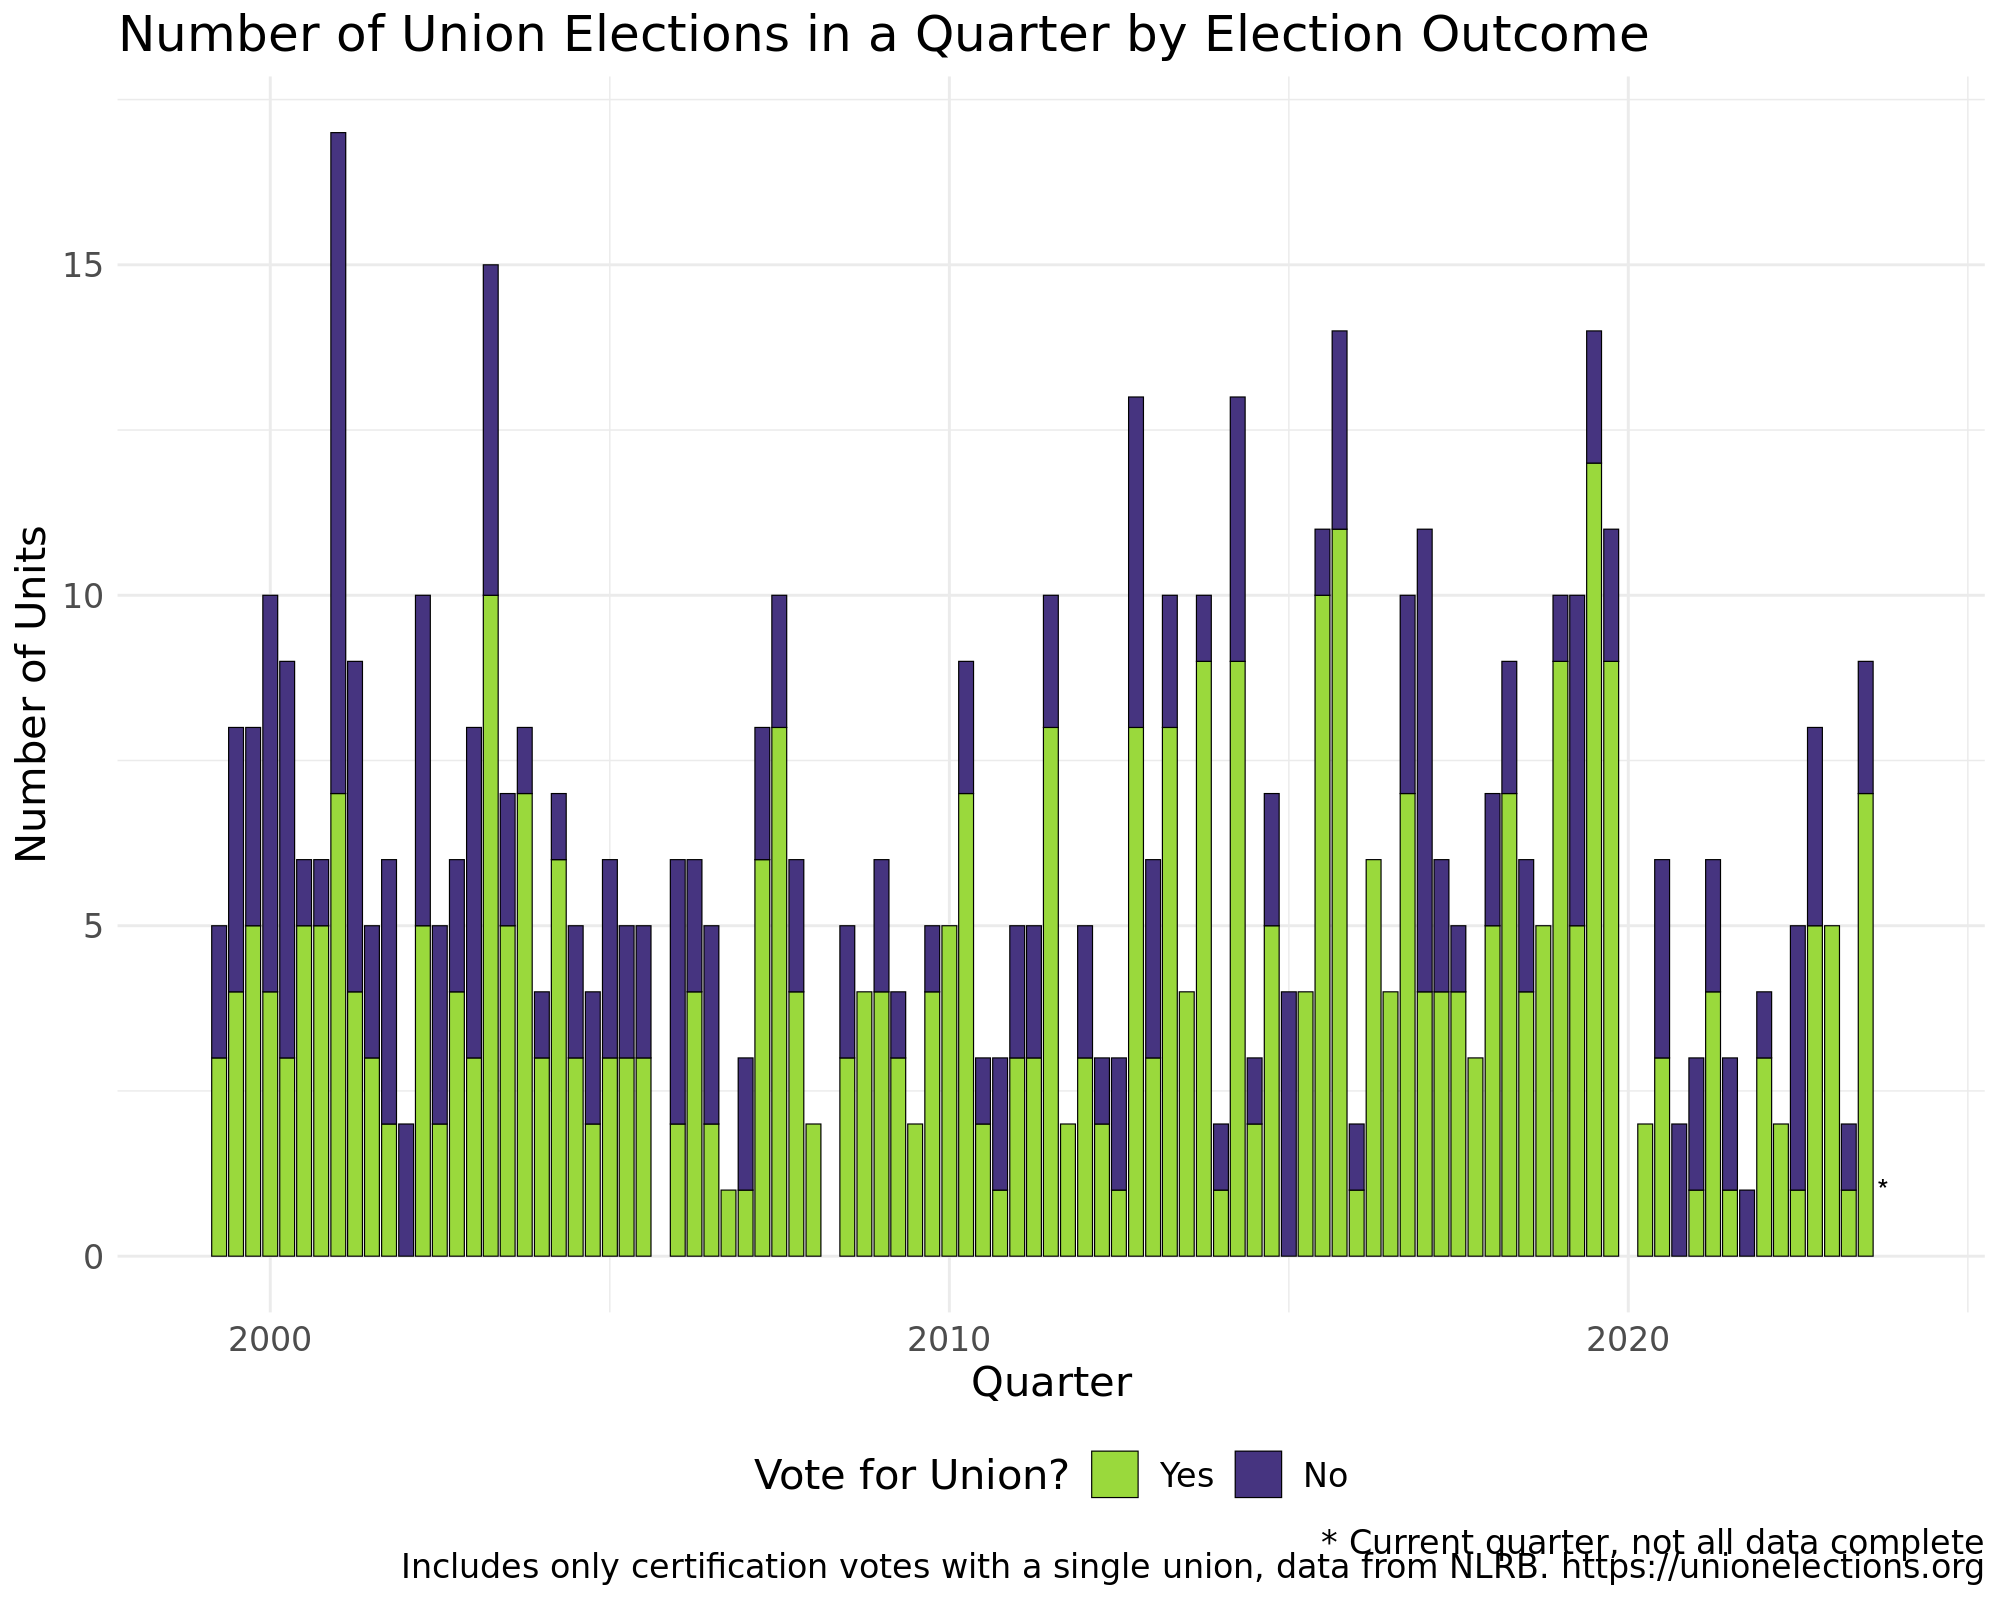 Number of Union Elections in a Quarter by Election Outcome
Number of Units
15
10
5
0
*
2000 2010 2020
Quarter
Vote for Union? Yes No
* Current quarter, not all data complete
Includes only certification votes with a single union, data from NLRB. https://unionelections.org